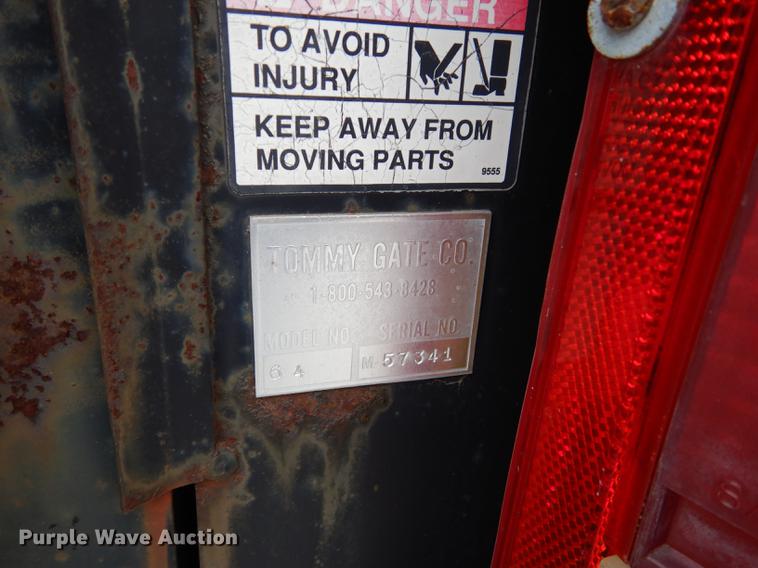 DANGER
TO AVOID
INJURY
KEEP AWAY FROM
MOVING PARTS
9555
TOMMY GATE CO.
1-800-543-8428
MODEL NO. SERIAL NO.
64 M- 57341
Purple Wave Auction